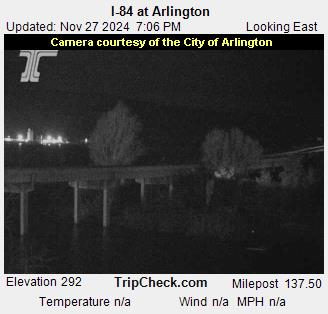 I-84 at Arlington
Updated: Nov 27 2024 7:06 PM Looking East
Camera courtesy of the City of Arlington
Elevation 292 TripCheck.com Milepost 137.50
Temperature n/a Wind n/a MPH n/a